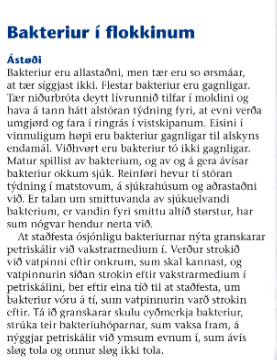 Bakteriur í flokkinum
Ástøði
Bakteriur eru allastaðni, men tær eru so ørsmáar,
at tær síggjast ikki. Flestar bakteriur eru gagnligar.
Tær niðurbróta deytt lívrunnið tilfar í moldini og
hava á tann hátt alstóran týdning fyri, at evni verða
umgjørd og fara í ringrás í vistskipanum. Eisini í
vinnuligum høpi eru bakteriur gagnligar til alskyns
endamál. Viðhvørt eru bakteriur tó ikki gagnligar.
Matur spillist av bakterium, og av og á gera ávísar
bakteriur okkum sjúk. Reinføri hevur tí stóran
týdning í matstovum, á sjúkrahúsum og aðrastaðni
við. Er talan um smittuvanda av sjúkuelvandi
bakterium, er vandin fyri smittu altíð størstur, har
sum nógvar hendur nerta við.
At staðfesta ósjónligu bakteriurnar nýta granskarar
petriskálir við vakstrarmedium í. Verður strokið
við vatpinni eftir onkrum, sum skal kannast, og
vatpinnurin síðan strokin eftir vakstrarmedium í
petriskálini, ber eftir eina tíð til at staðfesta, um
bakteriur vóru á tí, sum vatpinnurin varð strokin
eftir. Tá ið granskarar skulu eyðmerkja bakteriur,
strúka teir bakteriuhóparnar, sum vaksa fram, á
nýggjar petriskálir við ymsum evnum í, sum ávís
sløg tola og onnur sløg ikki tola.